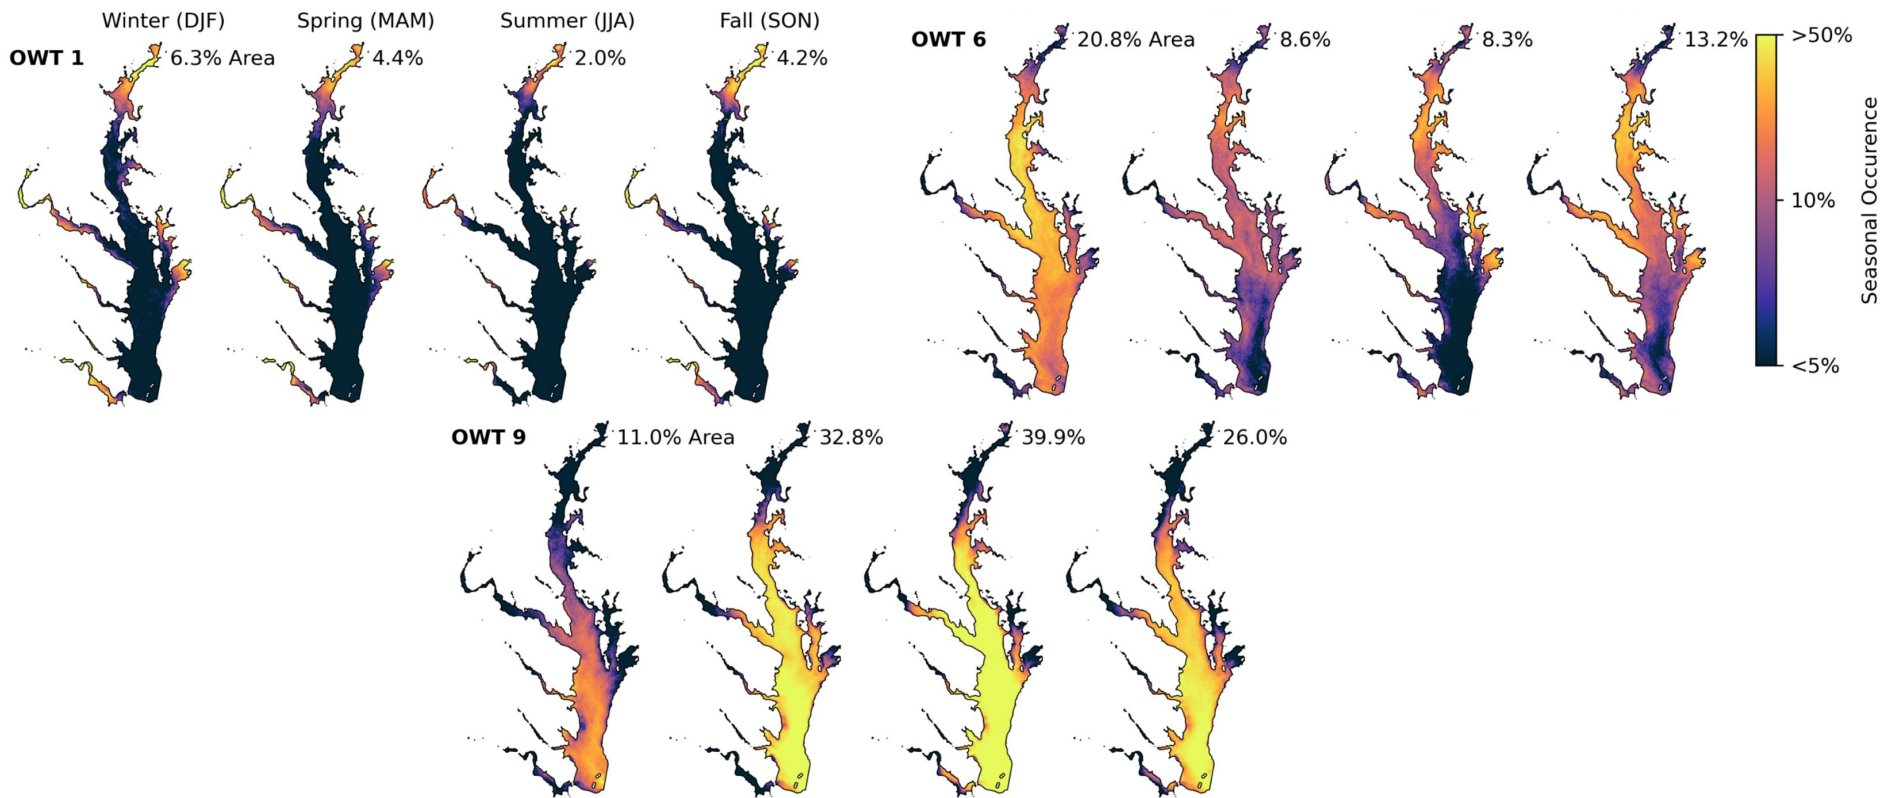 Winter (DJF) Spring (MAM) Summer (JJA) Fall (SON)
OWT 1 6.3% Area 4.4% 2.0% 4.2%
OWT 6 20.8% Area 8.6% 8.3% 13.2%
>50%
10%
<5%
Seasonal Occurence
OWT 9 11.0% Area 32.8% 39.9% 26.0%